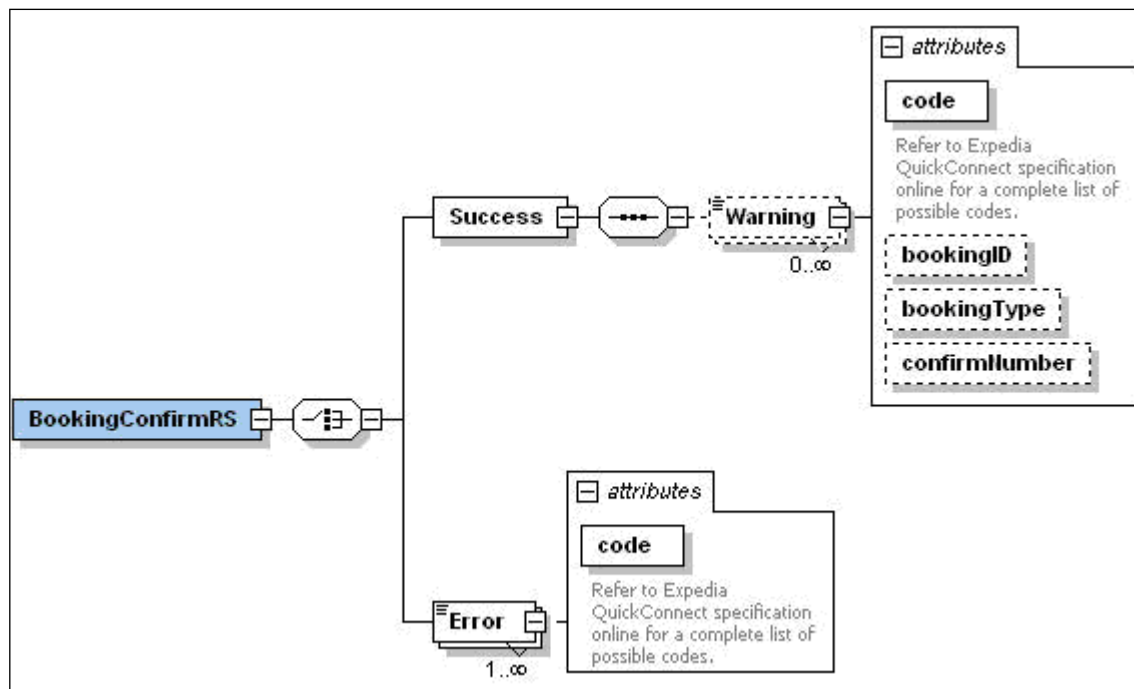 attributes
code
Refer to Expedia
QuickConnect specification
online for a complete list of
possible codes.
Success
Warning
0..∞
bookingID
bookingType
confirmNumber
BookingConfirmRS
attributes
code
Refer to Expedia
QuickConnect specification
online for a complete list of
possible codes.
Error
1..∞